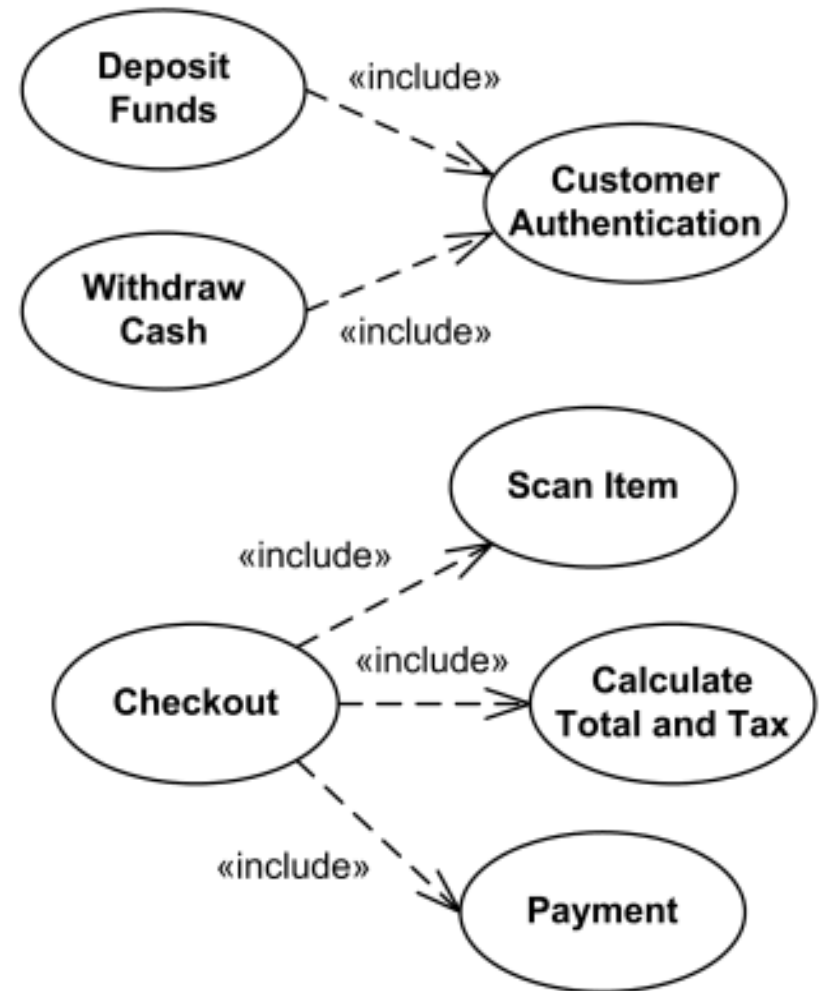 Deposit
Funds
«include»
Customer
Authentication
Withdraw
Cash
«include»
Scan Item
«include»
Checkout
«include»
Calculate
Total and Tax
«include»
Payment